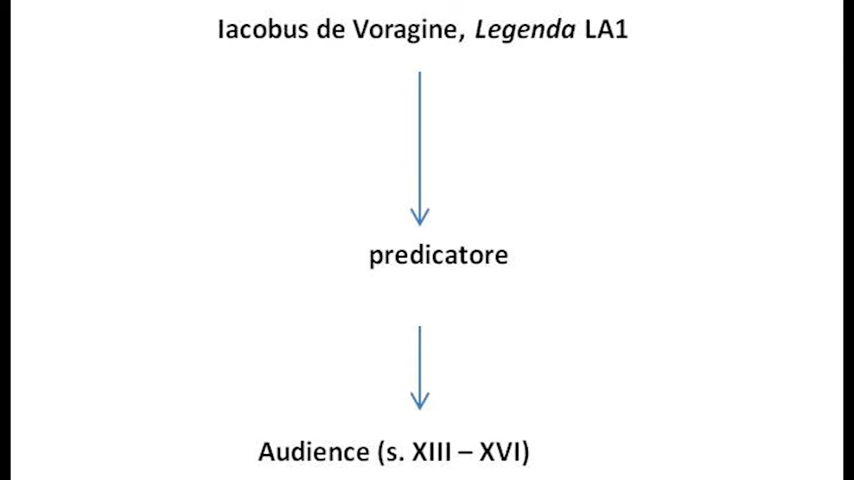 Iacobus de Voragine, Legenda LA1
predicatore
Audience (s. XIII – XVI)